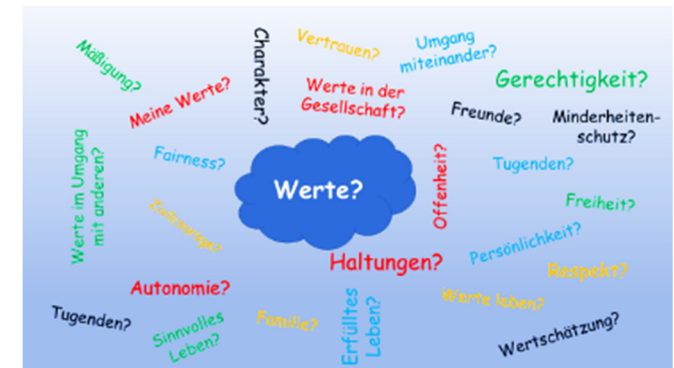 Mäßigung?
Meine Werte?
Charakter?
Vertrauen?
Umgang
miteinander?
Werte in der
Gesellschaft?
Gerechtigkeit?
Freunde?
Minderheiten-
schutz?
Werte im Umgang
mit anderen?
Fairness?
Werte?
Offenheit?
Tugenden?
Freiheit?
Zivilcourage?
Haltungen?
Persönlichkeit?
Respekt?
Autonomie?
Werte leben?
Tugenden?
Sinnvolles
Leben?
Familie?
Erfülltes
Leben?
Wertschätzung?